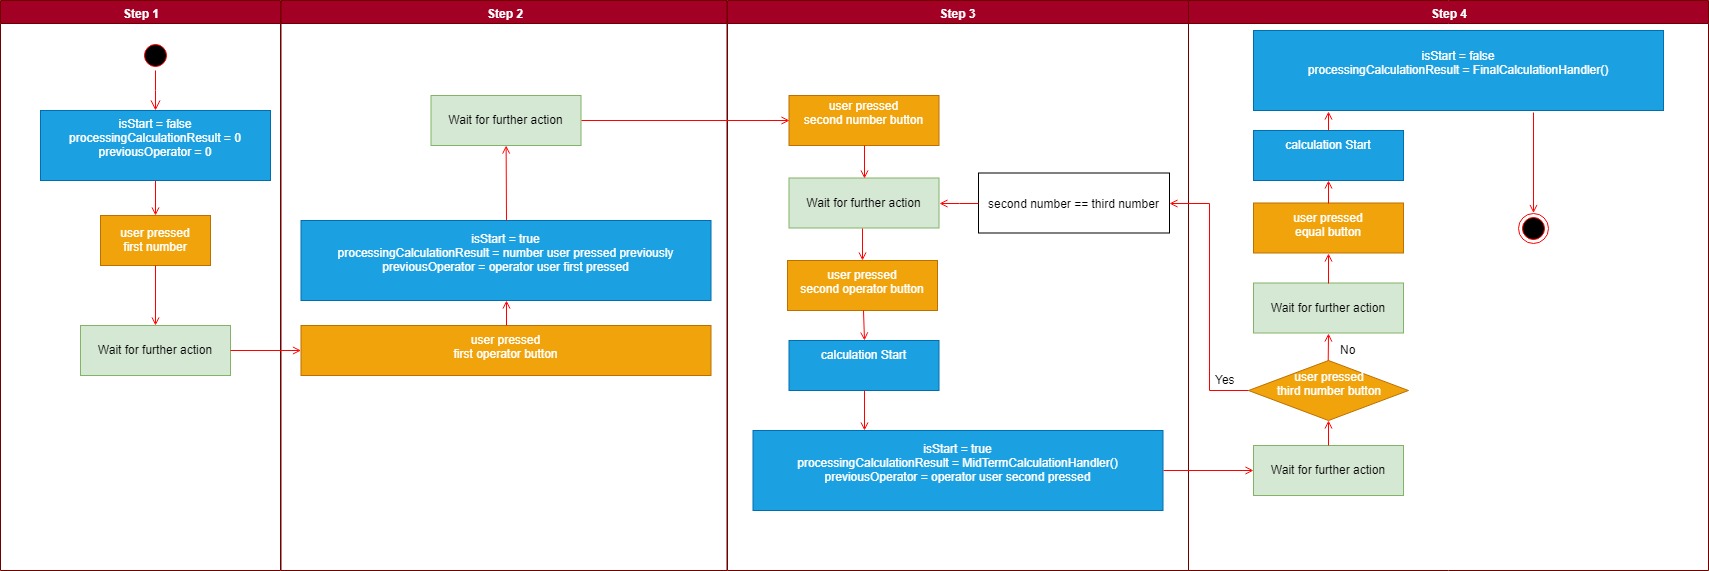 Step 1
Step 2
Step 3
Step 4
isStart = false
processingCalculationResult = 0
previousOperator = 0
user pressed
first number
Wait for further action
user pressed
first operator button
isStart = true
processingCalculationResult = number user pressed previously
previousOperator = operator user first pressed
Wait for further action
user pressed
second number button
Wait for further action
second number == third number
user pressed
second operator button
calculation Start
isStart = true
processingCalculationResult = MidTermCalculationHandler()
previousOperator = operator user second pressed
Wait for further action
user pressed
third number button
Yes
No
Wait for further action
user pressed
equal button
calculation Start
isStart = false
processingCalculationResult = FinalCalculationHandler()